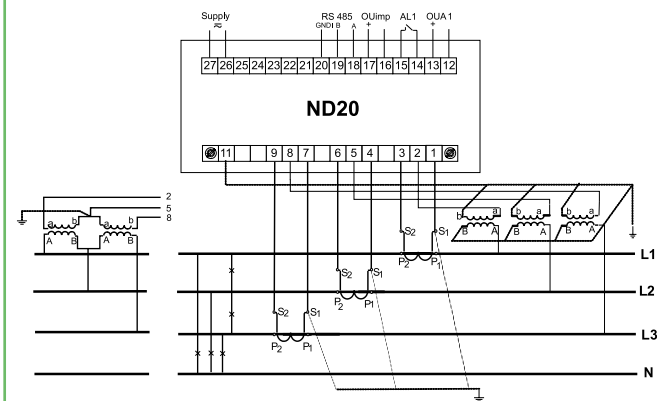 Supply RS 485 OUimp AL1 OUA1
GND I B A + +
27 26 25 24 23 22 21 20 19 18 17 16 15 14 13 12
ND20
11 9 8 7 6 5 4 3 2 1
2
5
8
a b a b
A B A B
b a b a b a
B A B A B A
S2 S1
P2 P1
L1
S2 S1
P2 P1
L2
S2 S1
P2 P1
L3
N